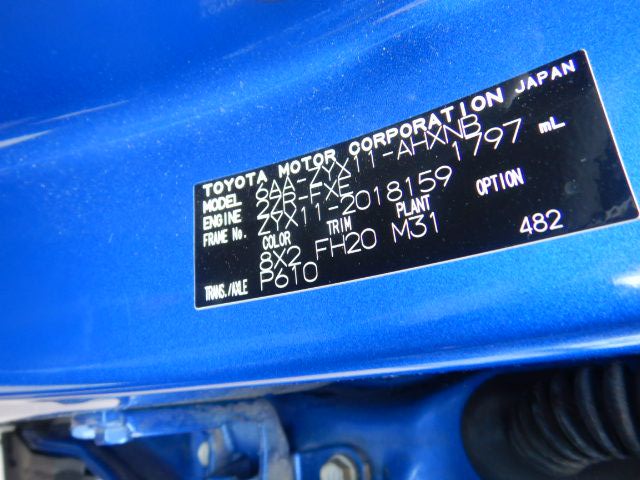 TOYOTA MOTOR CORPORATION JAPAN
MODEL 6AA-ZYX11-AHXNB
ENGINE 2ZR-FXE 1797 mL
FRAME No. ZYX11-2018159
COLOR TRIM PLANT OPTION
8X2 FH20 M31 482
TRANS./AXLE P610